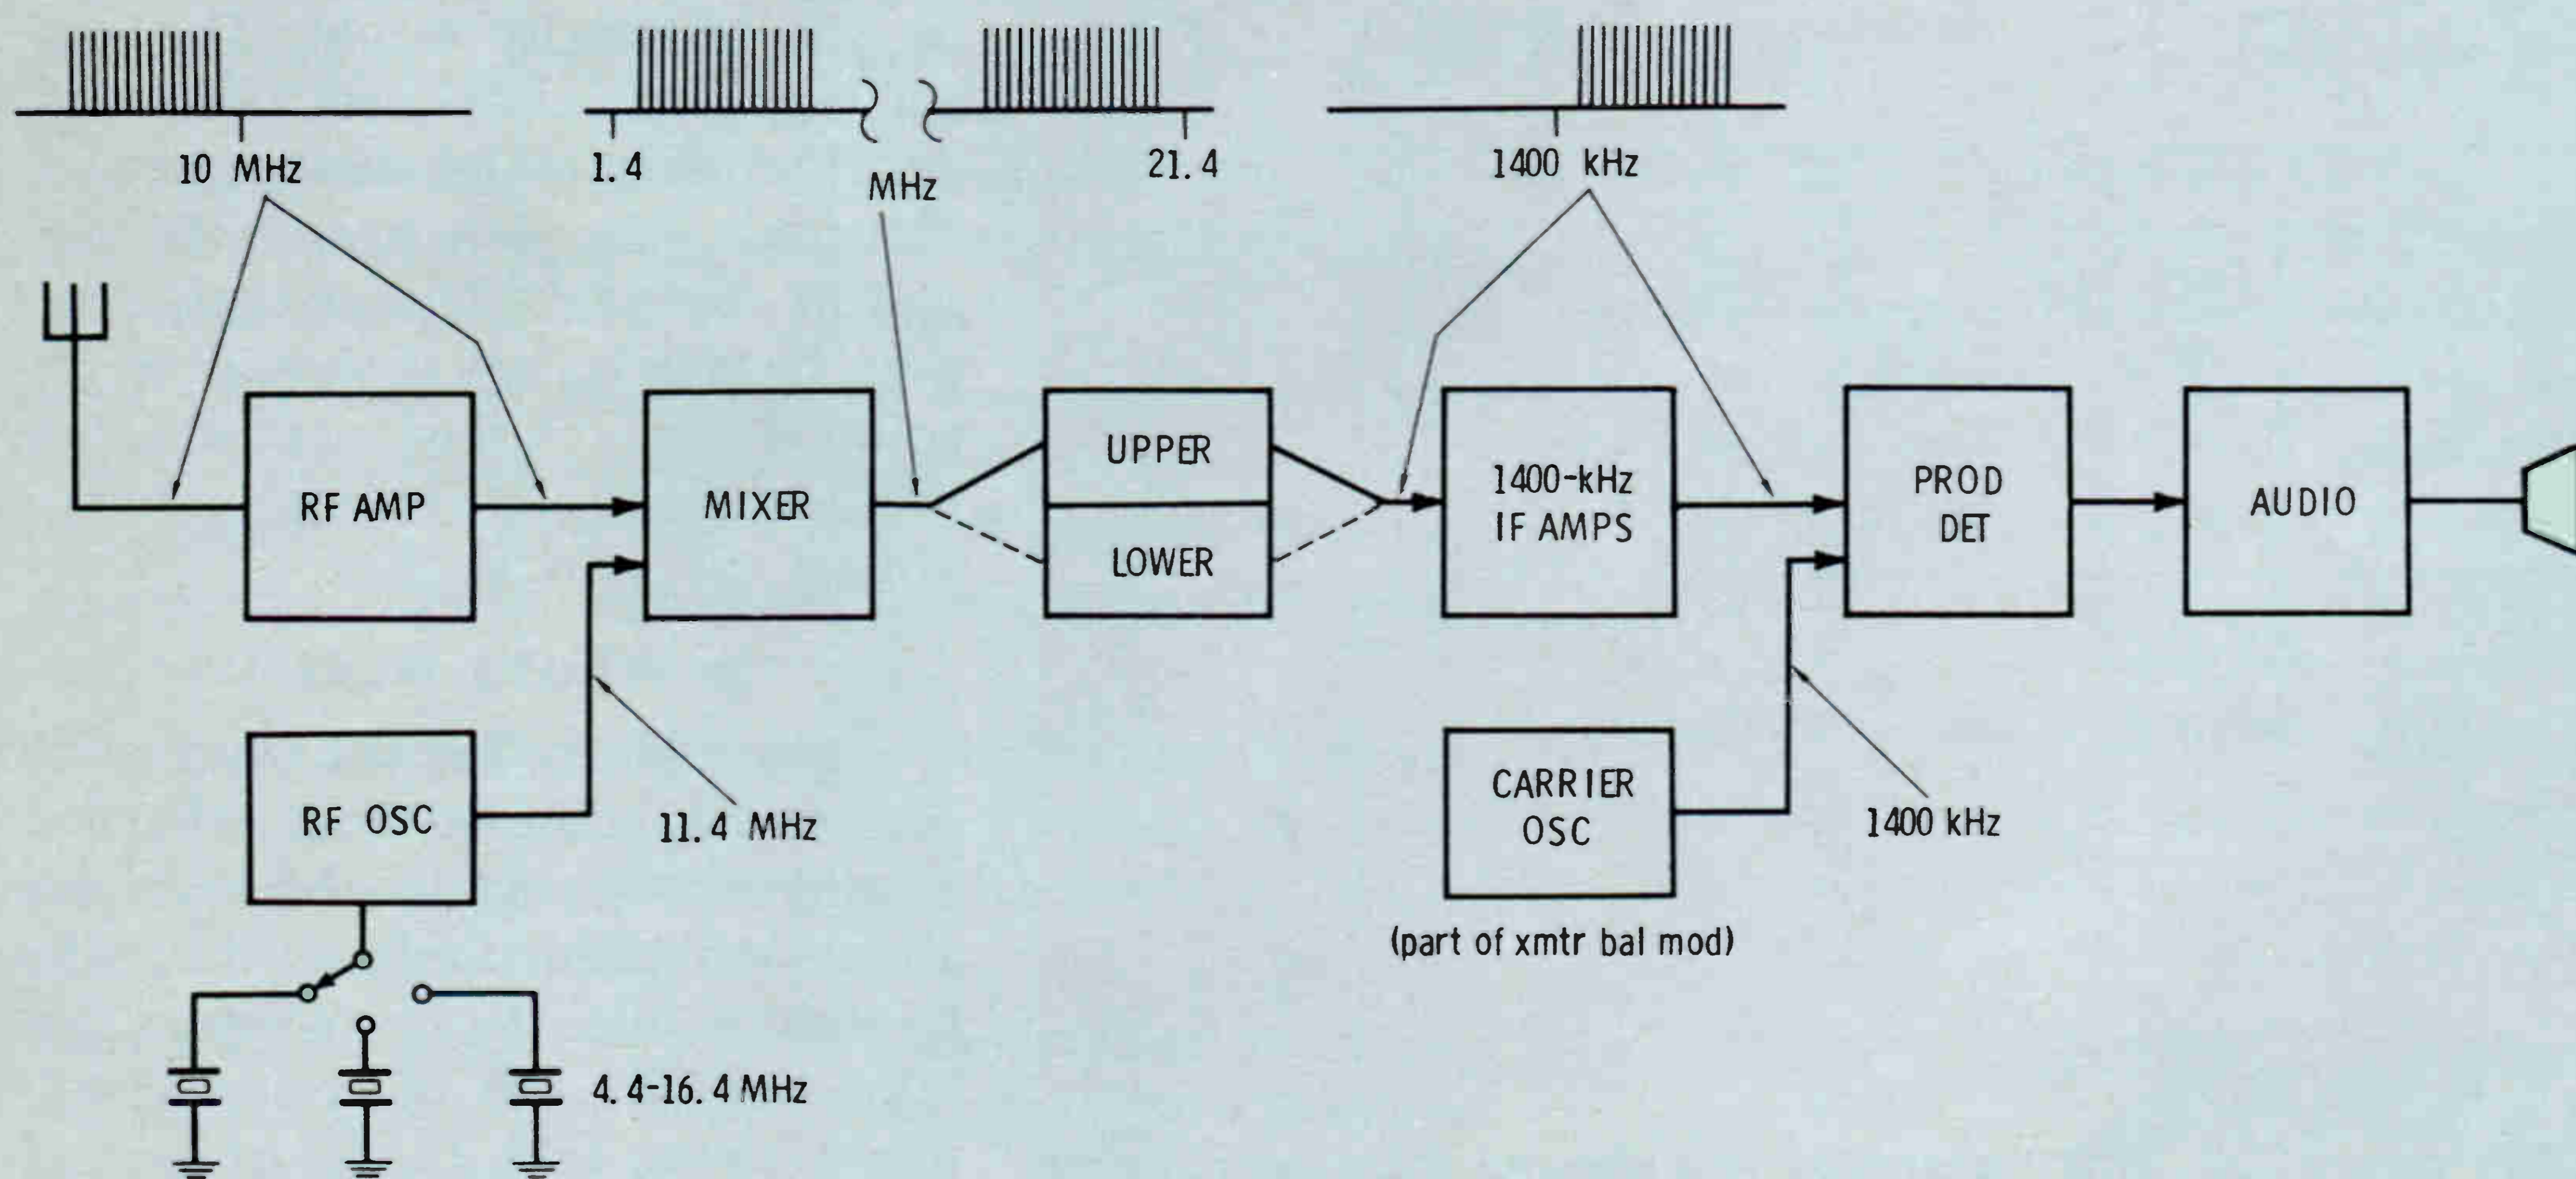 10 MHz
1.4
MHz
21.4
1400 kHz
RF AMP
MIXER
UPPER
LOWER
1400-kHz
IF AMPS
PROD
DET
AUDIO
RF OSC
11.4 MHz
CARRIER
OSC
1400 kHz
(part of xmtr bal mod)
4.4-16.4 MHz